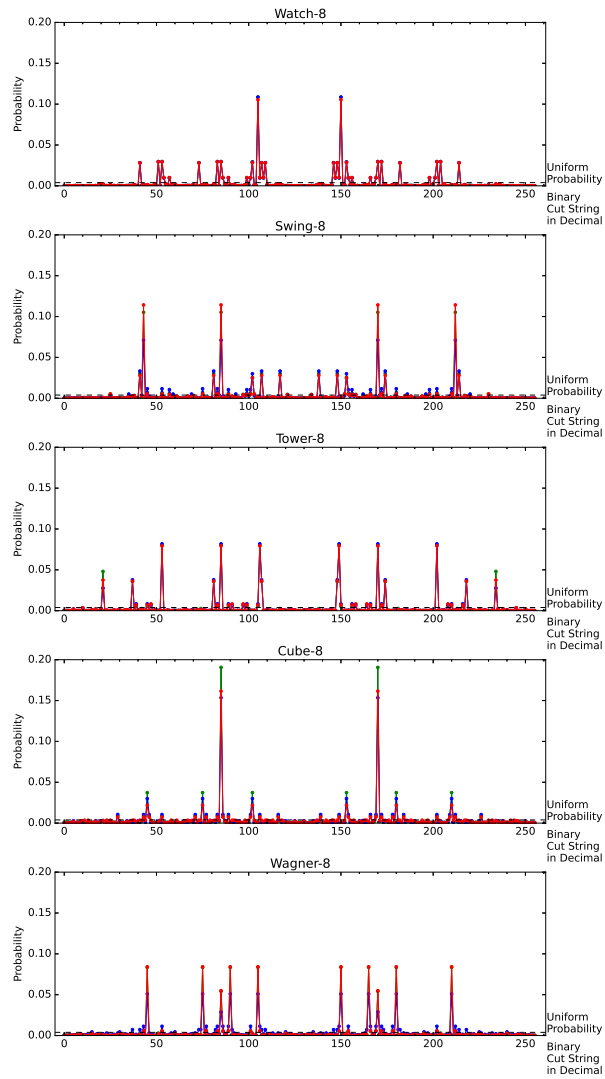 Watch-8
0.20
0.15
0.10
0.05
0.00
Probability
0 50 100 150 200 250
Uniform
Probability
Binary
Cut String
in Decimal
Swing-8
0.20
0.15
0.10
0.05
0.00
Probability
0 50 100 150 200 250
Uniform
Probability
Binary
Cut String
in Decimal
Tower-8
0.20
0.15
0.10
0.05
0.00
Probability
0 50 100 150 200 250
Uniform
Probability
Binary
Cut String
in Decimal
Cube-8
0.20
0.15
0.10
0.05
0.00
Probability
0 50 100 150 200 250
Uniform
Probability
Binary
Cut String
in Decimal
Wagner-8
0.20
0.15
0.10
0.05
0.00
Probability
0 50 100 150 200 250
Uniform
Probability
Binary
Cut String
in Decimal